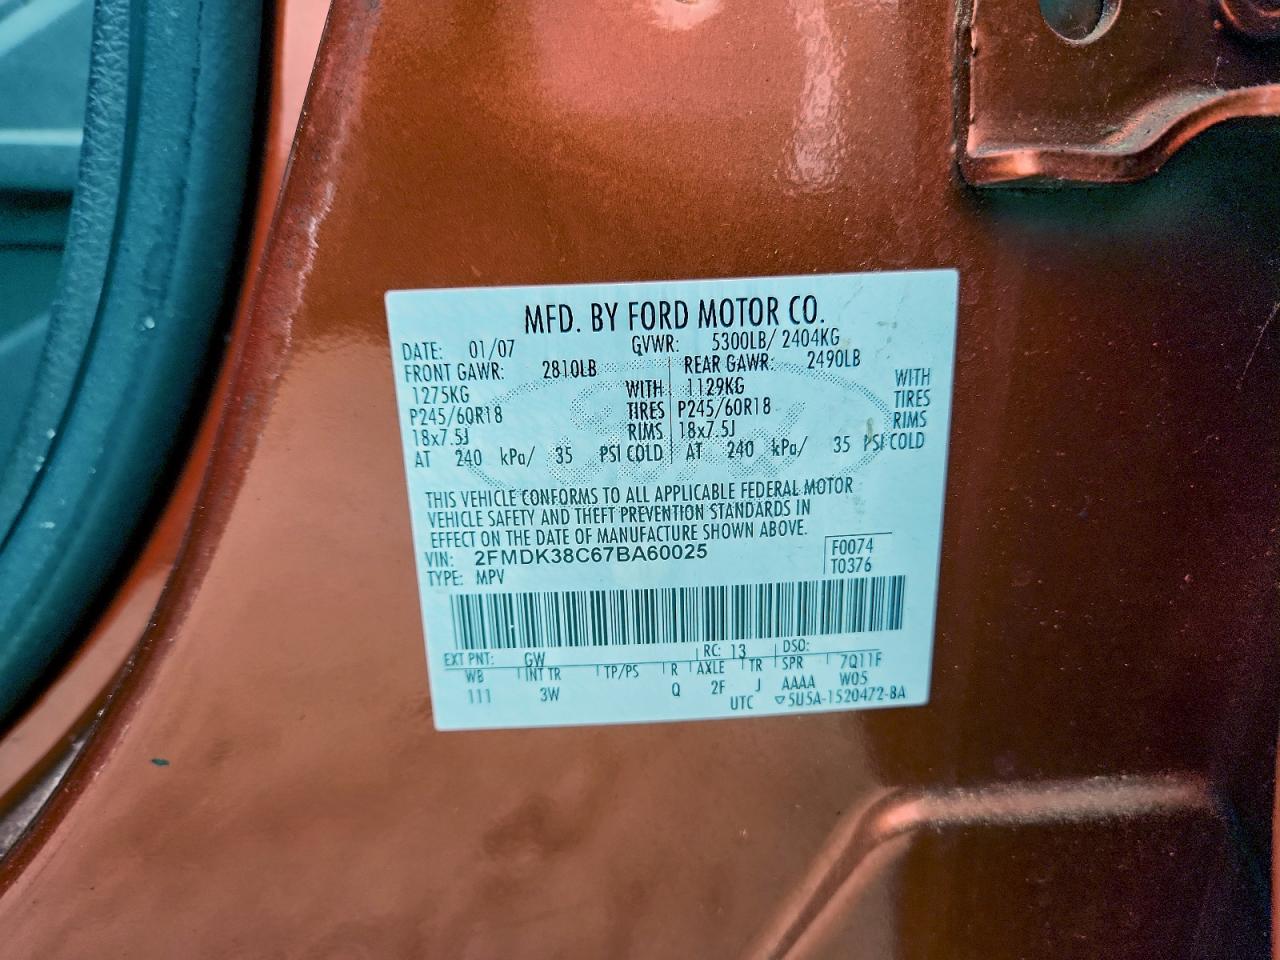 MFD. BY FORD MOTOR CO.
DATE: 01/07 GVWR: 5300LB/ 2404KG
FRONT GAWR: 2810LB REAR GAWR: 2490LB
1275KG WITH 1129KG WITH
P245/60R18 TIRES P245/60R18 TIRES
18x7.5J RIMS 18x7.5J RIMS
AT 240 kPa/ 35 PSI COLD AT 240 kPa/ 35 PSI COLD
THIS VEHICLE CONFORMS TO ALL APPLICABLE FEDERAL MOTOR
VEHICLE SAFETY AND THEFT PREVENTION STANDARDS IN
EFFECT ON THE DATE OF MANUFACTURE SHOWN ABOVE.
VIN: 2FMDK38C67BA60025 F0074
TYPE: MPV T0376
EXT PNT: GW RC: 13 DSO:
WB INT TR TP/PS R AXLE TR SPR 7Q11F
111 3W Q 2F J AAAA W05
UTC ▽5U5A-1520472-BA